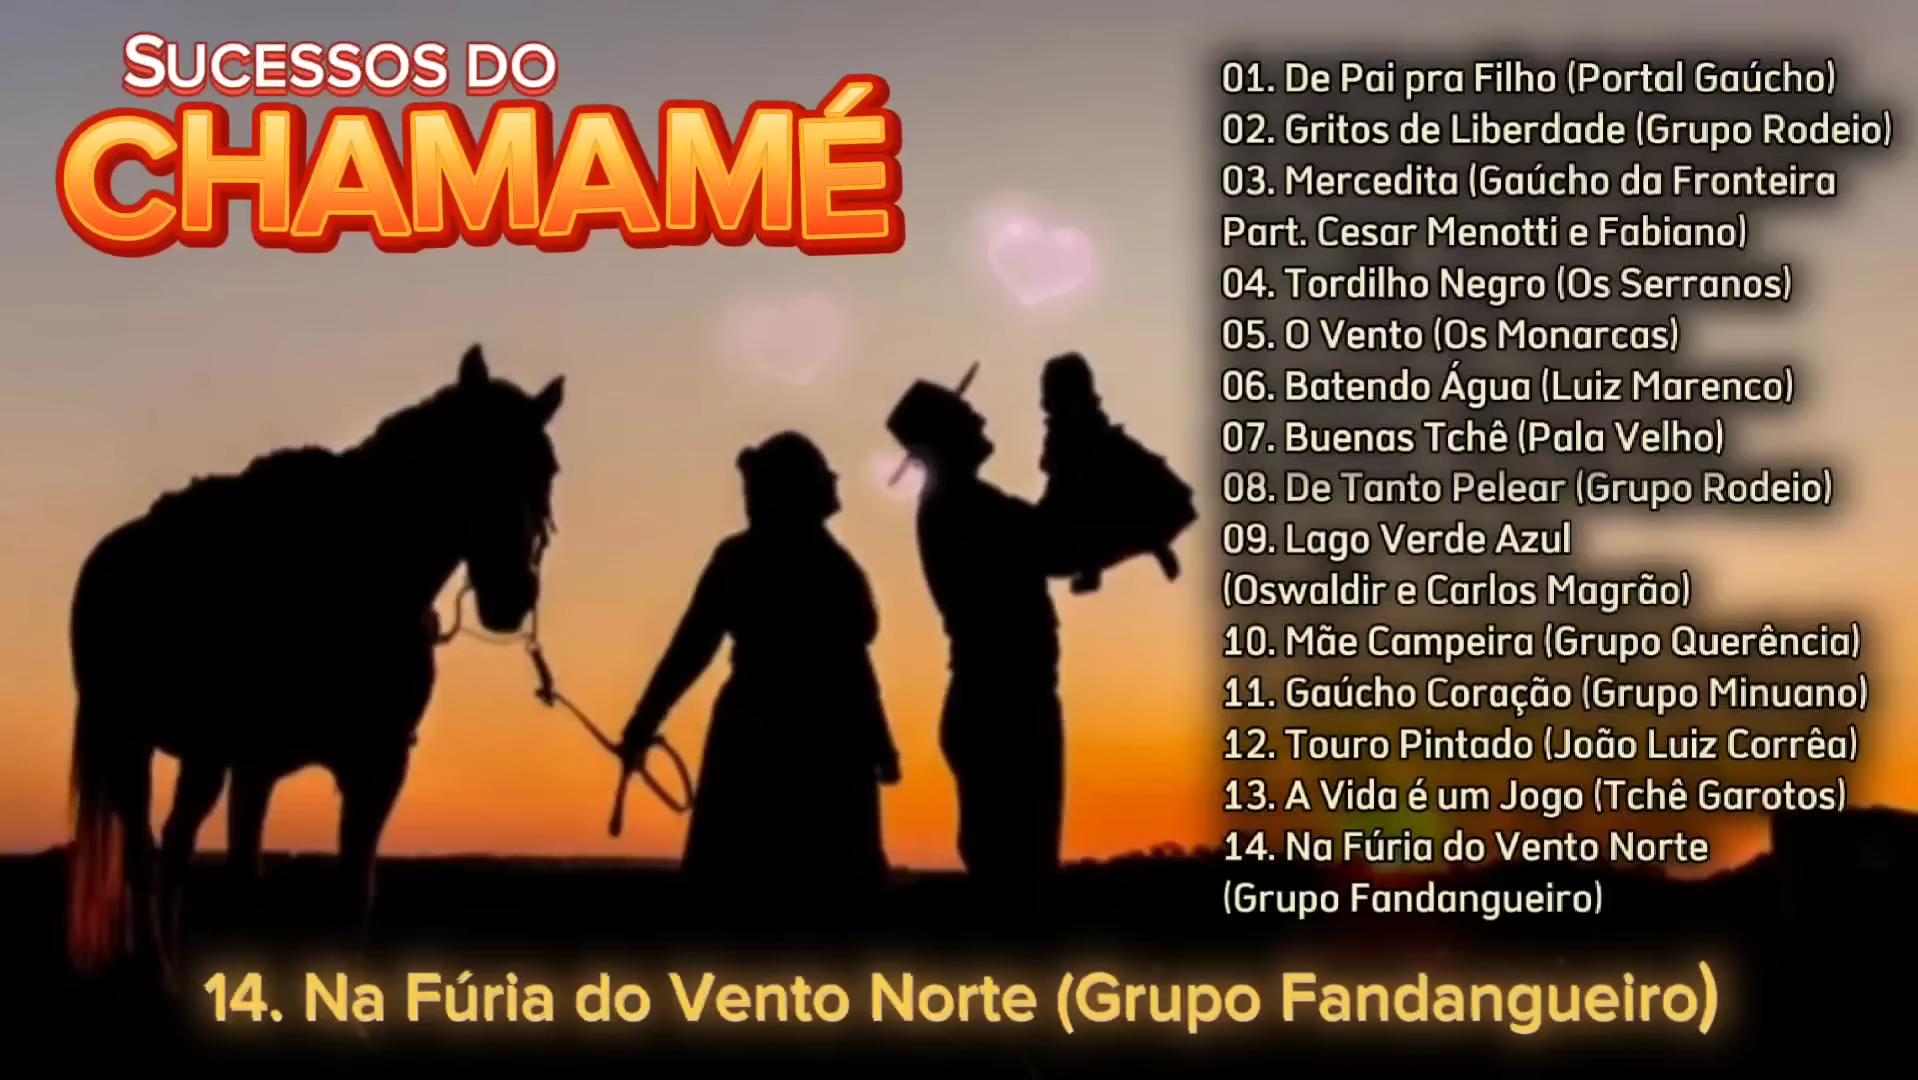 SUCESSOS DO
CHAMAMÉ
01. De Pai pra Filho (Portal Gaúcho)
02. Gritos de Liberdade (Grupo Rodeio)
03. Mercedita (Gaúcho da Fronteira
Part. Cesar Menotti e Fabiano)
04. Tordilho Negro (Os Serranos)
05. O Vento (Os Monarcas)
06. Batendo Água (Luiz Marenco)
07. Buenas Tchê (Pala Velho)
08. De Tanto Pelear (Grupo Rodeio)
09. Lago Verde Azul
(Oswaldir e Carlos Magrão)
10. Mãe Campeira (Grupo Querência)
11. Gaúcho Coração (Grupo Minuano)
12. Touro Pintado (João Luiz Corrêa)
13. A Vida é um Jogo (Tchê Garotos)
14. Na Fúria do Vento Norte
(Grupo Fandangueiro)
14. Na Fúria do Vento Norte (Grupo Fandangueiro)